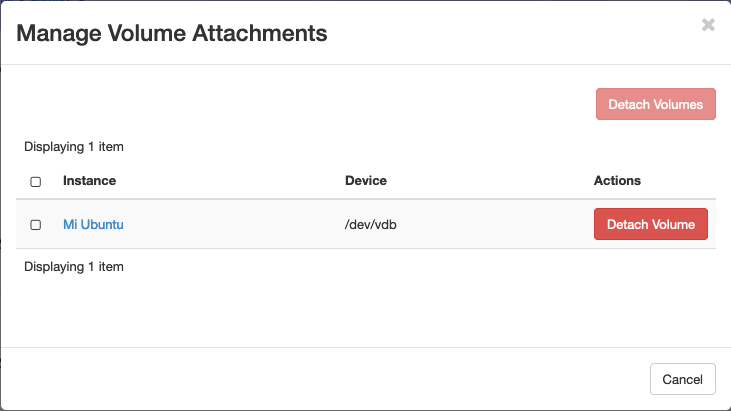 Manage Volume Attachments
Detach Volumes
Displaying 1 item
Instance Device Actions
Mi Ubuntu /dev/vdb Detach Volume
Displaying 1 item
Cancel